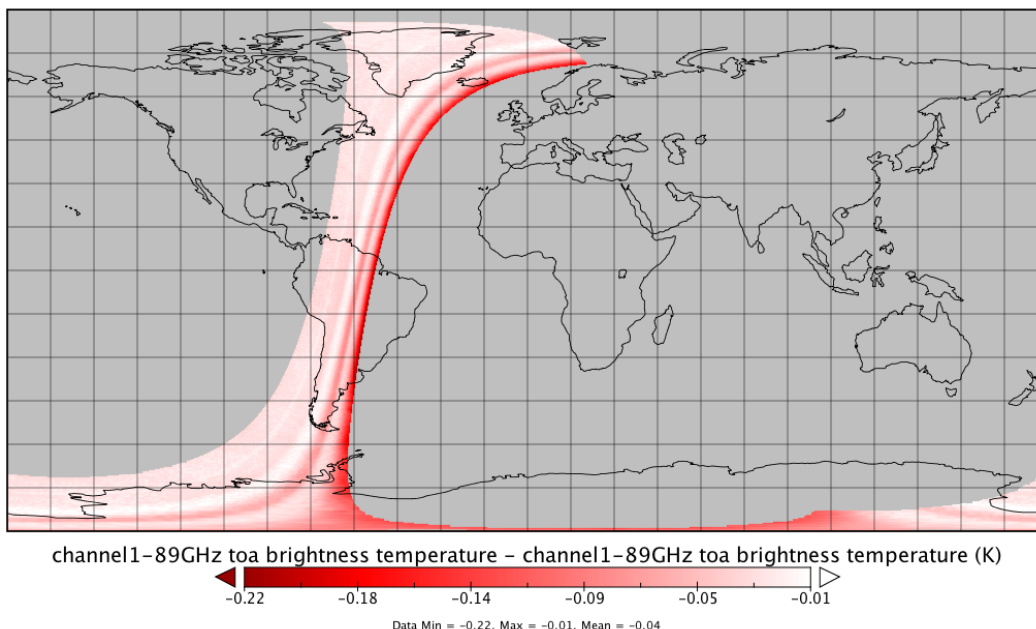 channel1-89GHz toa brightness temperature - channel1-89GHz toa brightness temperature (K)
-0.22 -0.18 -0.14 -0.09 -0.05 -0.01
Data Min = -0.22, Max = -0.01, Mean = -0.04